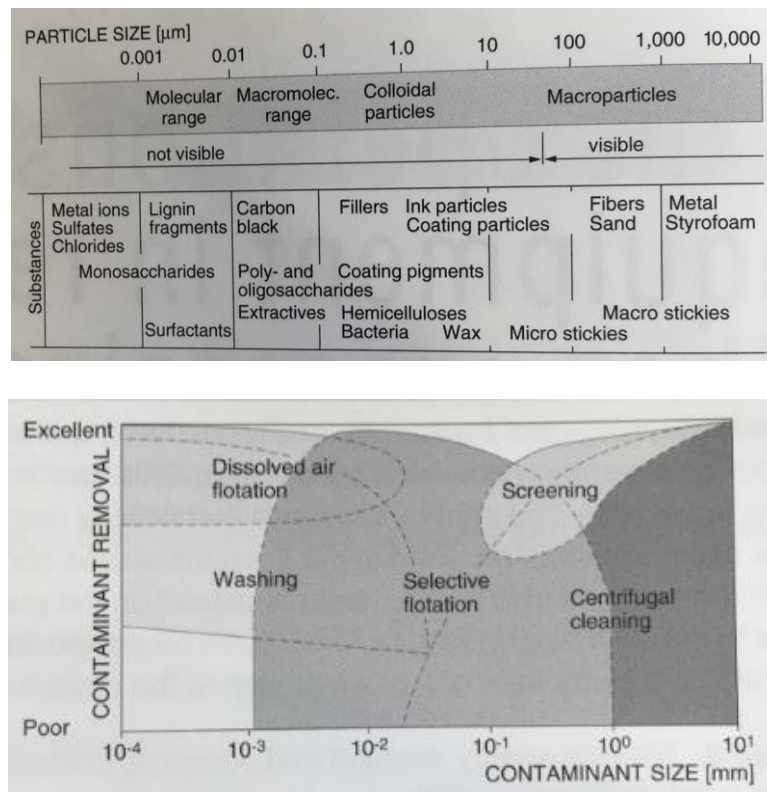 PARTICLE SIZE [μm]
0.001 0.01 0.1 1.0 10 100 1,000 10,000
Molecular range
Macromolec. range
Colloidal particles
Macroparticles
not visible
visible
Substances
Metal ions
Sulfates
Chlorides
Lignin
fragments
Carbon
black
Fillers
Ink particles
Coating particles
Fibers
Sand
Metal
Styrofoam
Monosaccharides
Poly- and
oligosaccharides
Coating pigments
Extractives
Hemicelluloses
Macro stickies
Surfactants
Bacteria
Wax
Micro stickies
Excellent
CONTAMINANT REMOVAL
Poor
Dissolved air
flotation
Screening
Washing
Selective
flotation
Centrifugal
cleaning
10⁻⁴ 10⁻³ 10⁻² 10⁻¹ 10⁰ 10¹
CONTAMINANT SIZE [mm]